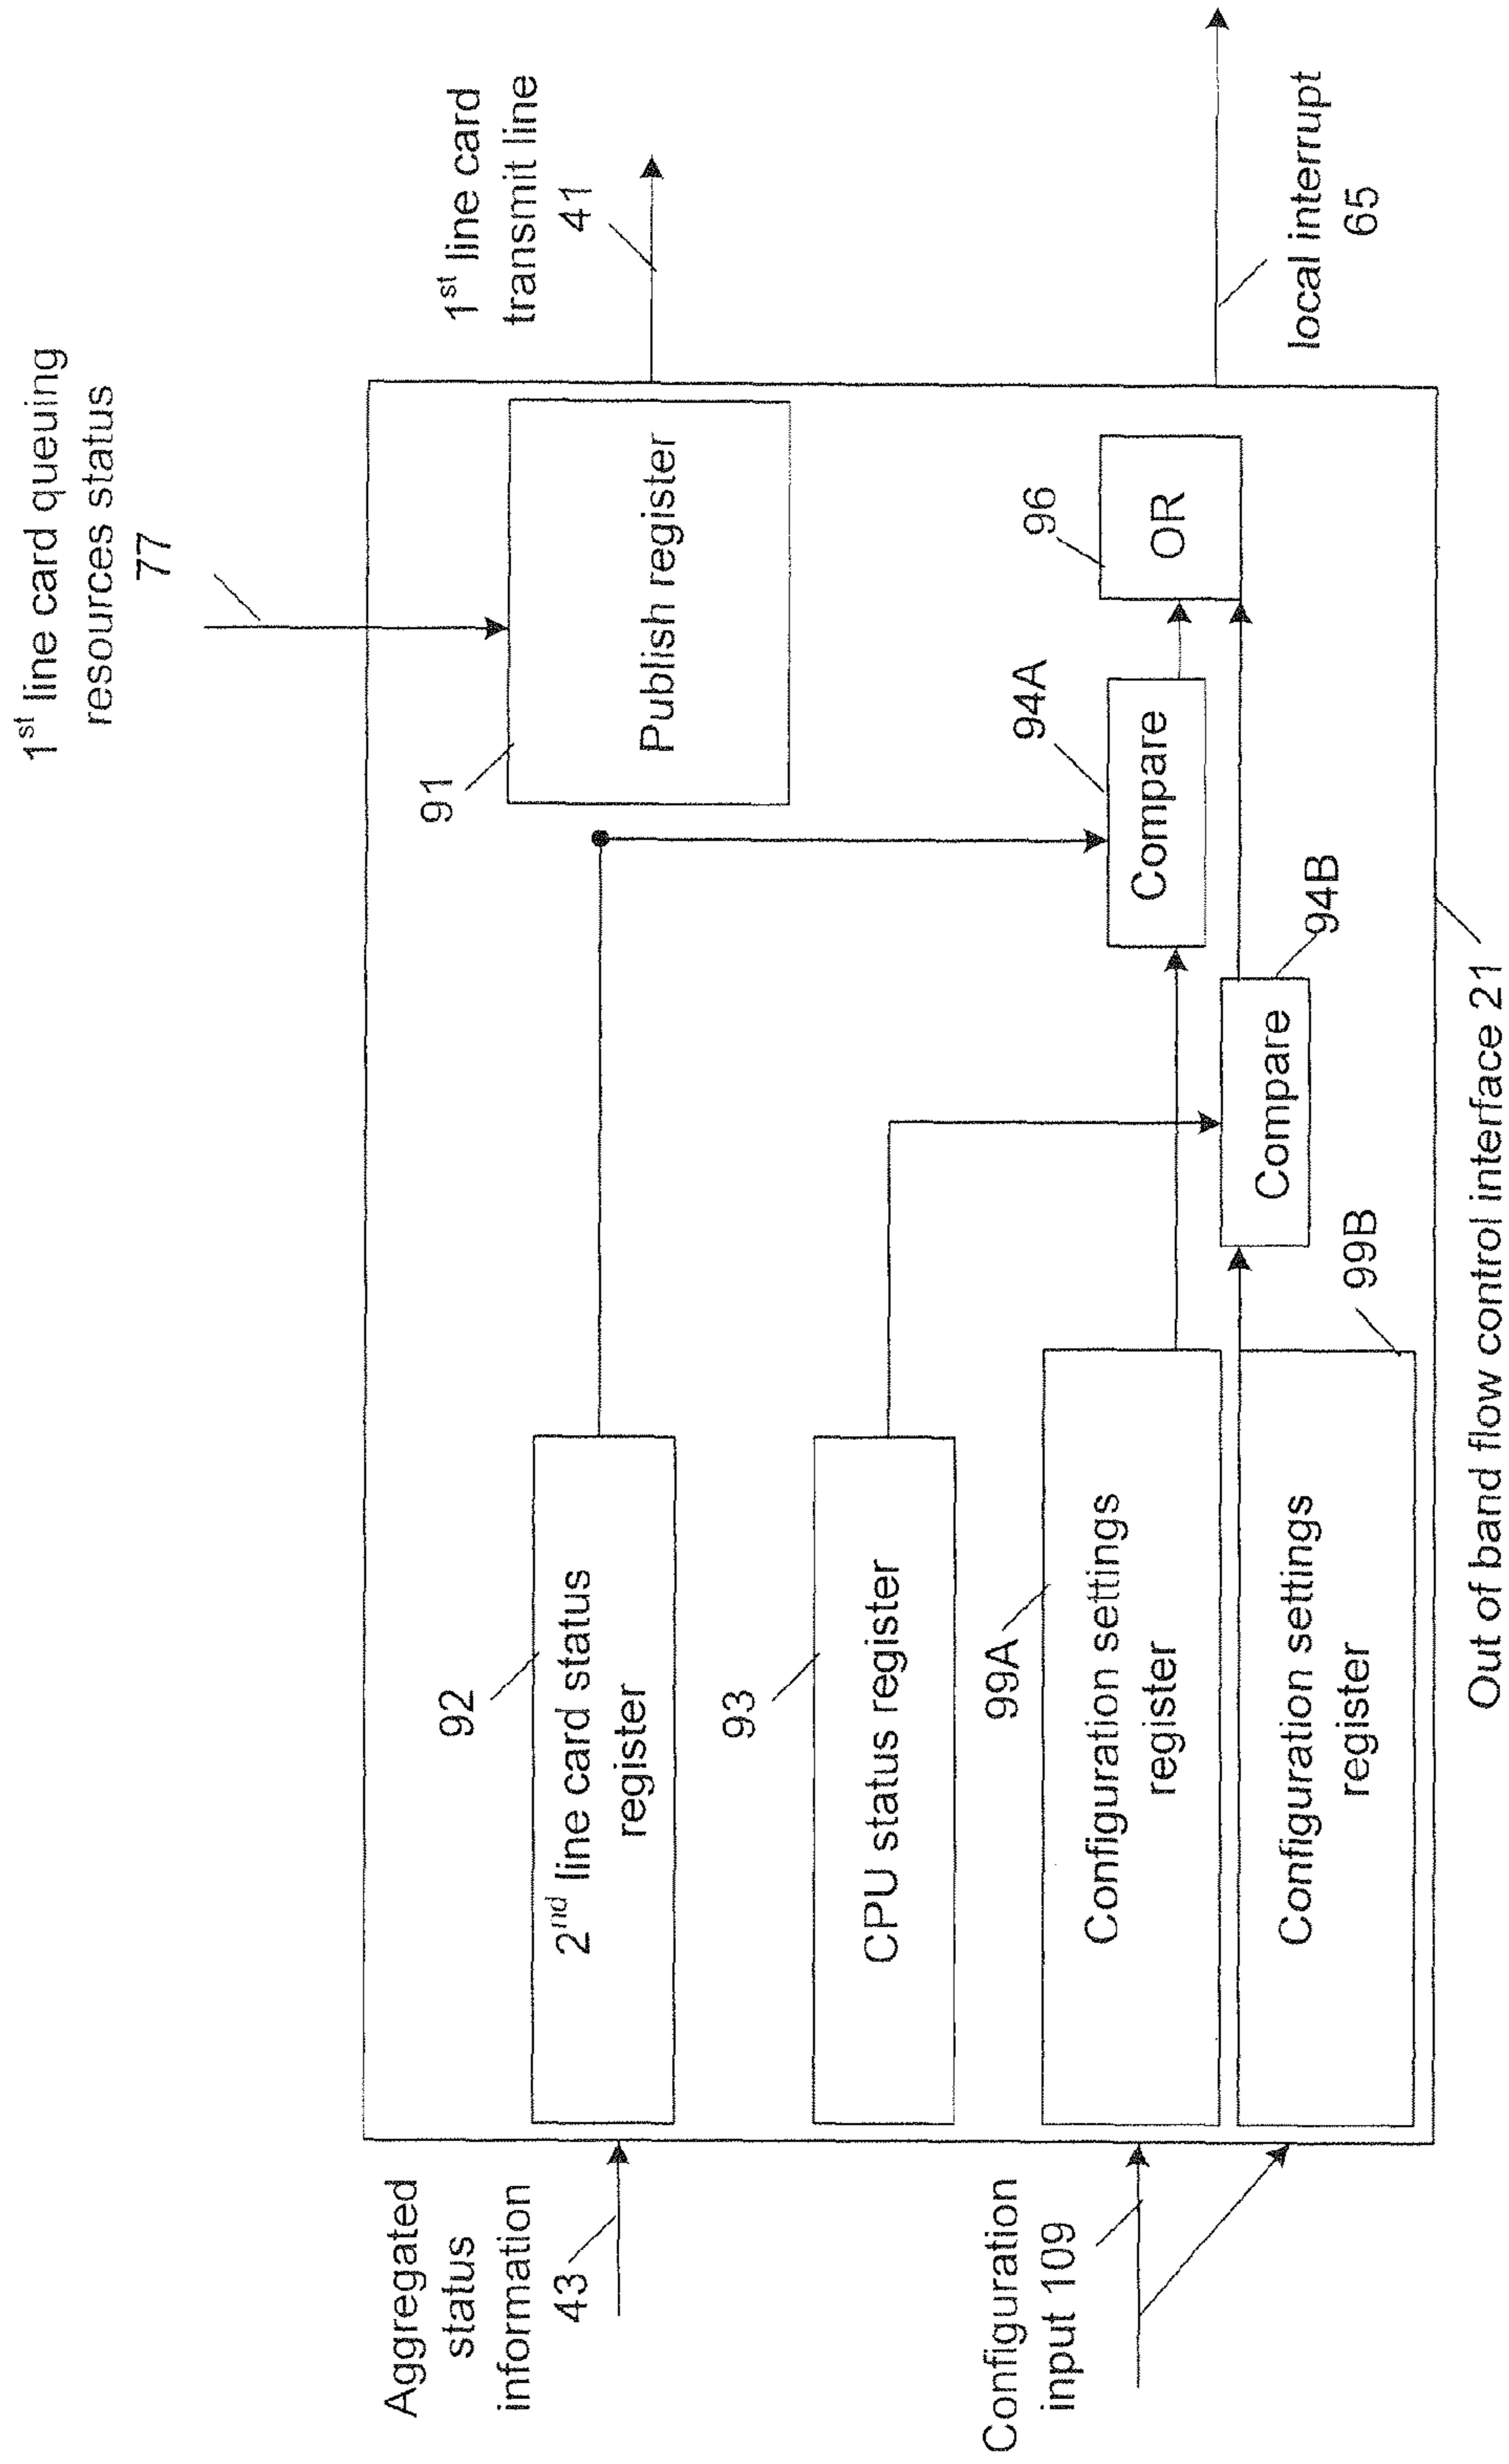 1st line card queuing
resources status
77
1st line card
transmit line
41
local interrupt
65
91
Publish register
96
OR
94A
Compare
94B
Compare
92
2nd line card status
register
93
CPU status register
99A
Configuration settings
register
99B
Configuration settings
register
Aggregated
status
information
43
Configuration
input 109
Out of band flow control interface 21